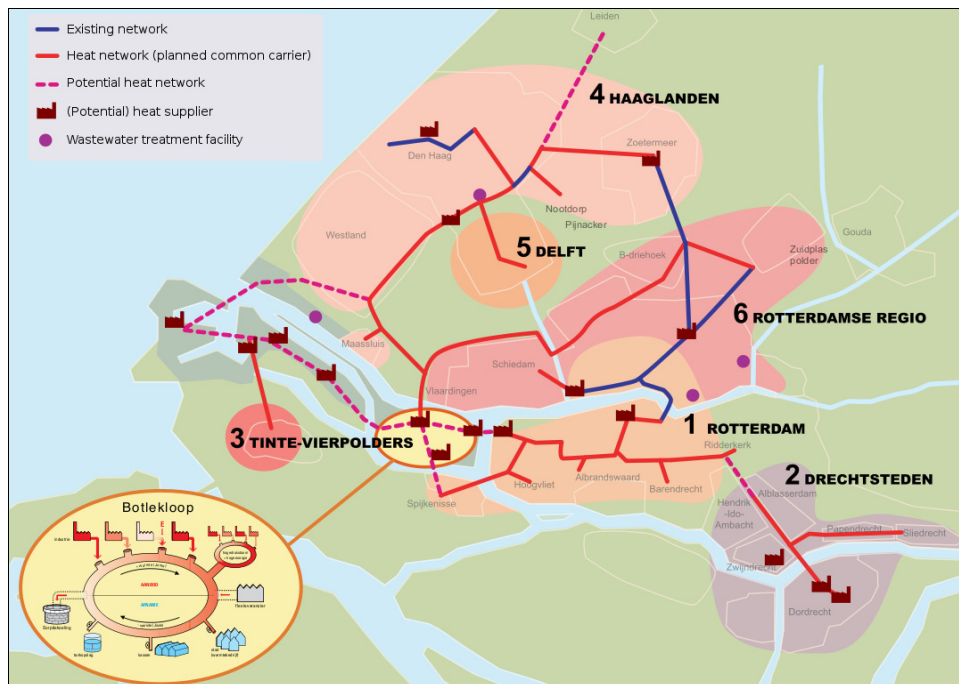 Existing network
Heat network (planned common carrier)
Potential heat network
(Potential) heat supplier
Wastewater treatment facility
Leiden
4 HAAGLANDEN
Den Haag
Zoetermeer
Nootdorp
Pijnacker
Westland
5 DELFT
B-driehoek
Gouda
Zuidplas
polder
6 ROTTERDAMSE REGIO
Maassluis
Schiedam
Vlaardingen
1 ROTTERDAM
3 TINTE-VIERPOLDERS
Ridderkerk
2 DRECHTSTEDEN
Hoogvliet
Albrandswaard
Barendrecht
Spijkenisse
Alblasserdam
Hendrik
-Ido-
Ambacht
Papendrecht
Sliedrecht
Zwijndrecht
Dordrecht
Botlekloop
industrie
AANBOD